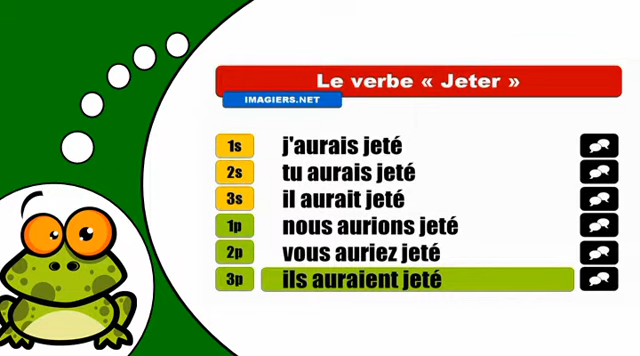 Le verbe « Jeter »
IMAGIERS.NET
1s j'aurais jeté
2s tu aurais jeté
3s il aurait jeté
1p nous aurions jeté
2p vous auriez jeté
3p ils auraient jeté